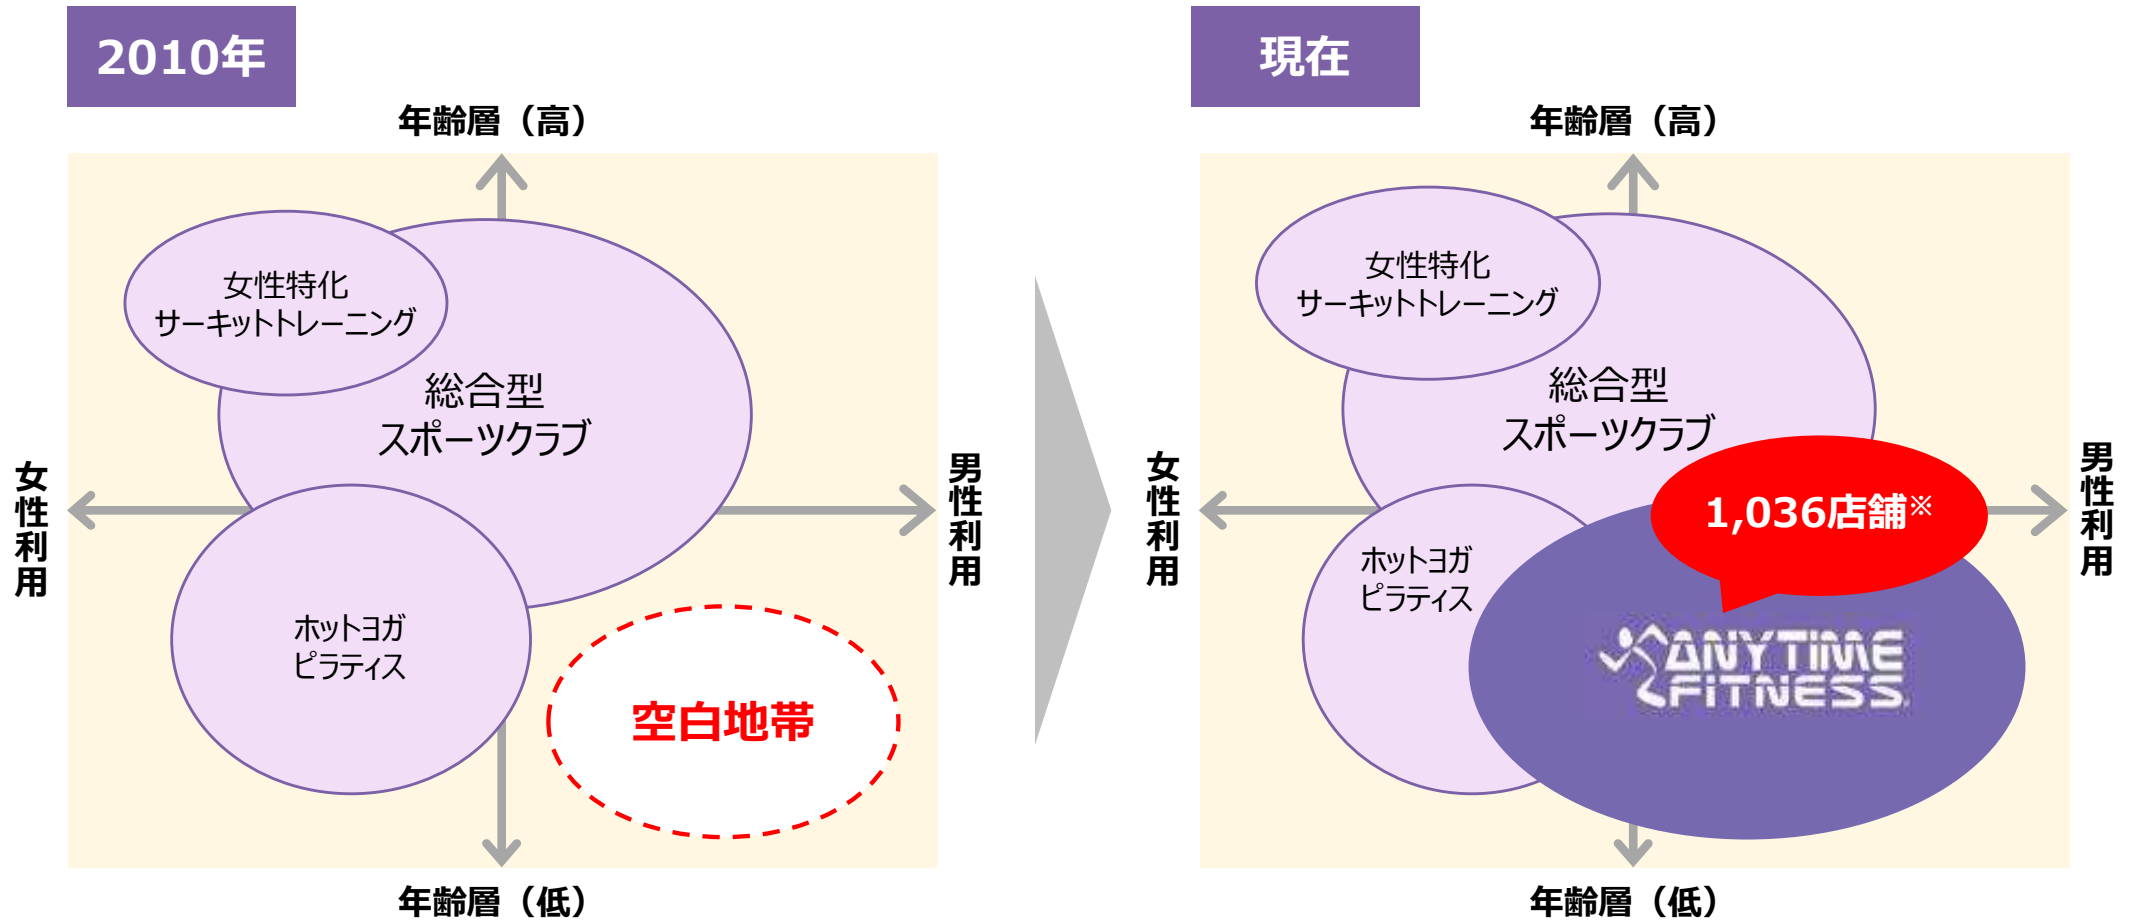 2010年
年齢層（高）
女性特化
サーキットトレーニング
総合型
スポーツクラブ
女性利用
男性利用
ホットヨガ
ピラティス
空白地帯
年齢層（低）
現在
年齢層（高）
女性特化
サーキットトレーニング
総合型
スポーツクラブ
女性利用
男性利用
1,036店舗※
ホットヨガ
ピラティス
ANYTIME
FITNESS
年齢層（低）